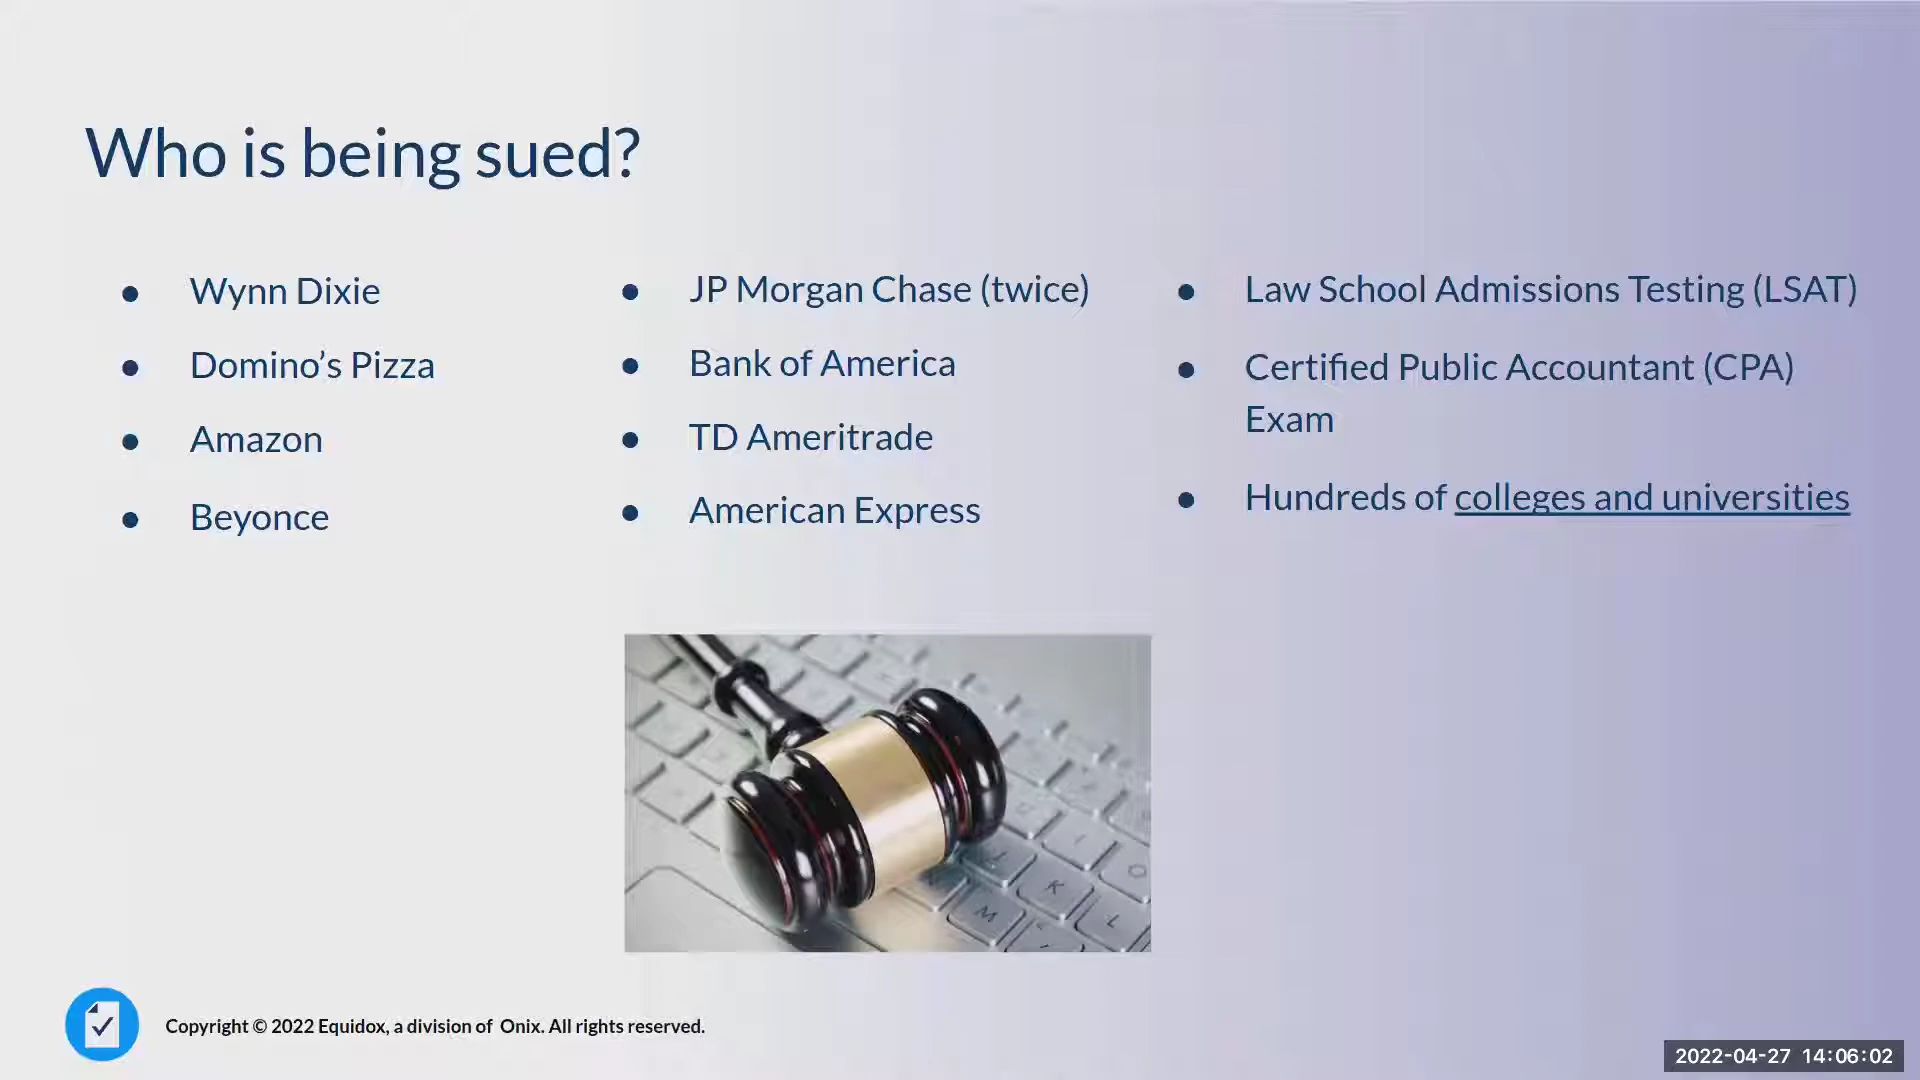 Who is being sued?
Wynn Dixie
Domino’s Pizza
Amazon
Beyonce
JP Morgan Chase (twice)
Bank of America
TD Ameritrade
American Express
Law School Admissions Testing (LSAT)
Certified Public Accountant (CPA)
Exam
Hundreds of colleges and universities
J
K
L
M
I
O
Copyright © 2022 Equidox, a division of Onix. All rights reserved.
2022-04-27 14:06:02